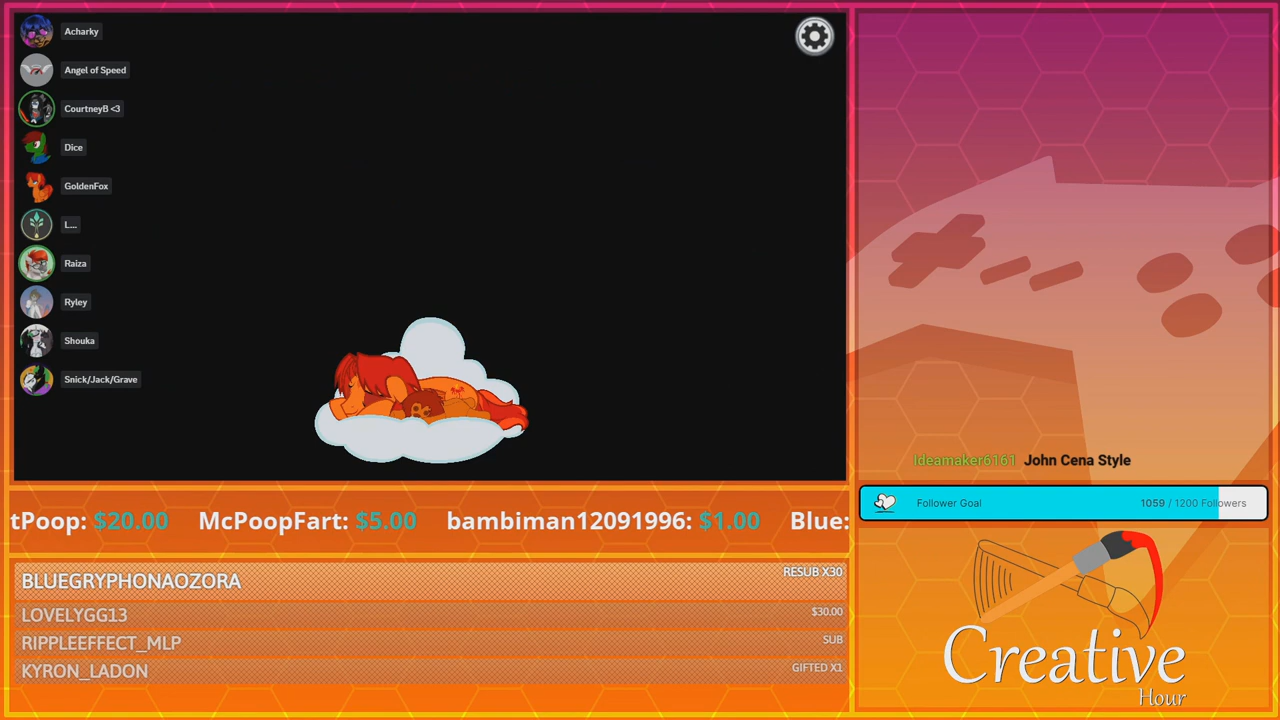 Acharky
Angel of Speed
CourtneyB <3
Dice
GoldenFox
L...
Raiza
Ryley
Shouka
Snick/Jack/Grave
tPoop: $20.00 McPoopFart: $5.00 bambiman12091996: $1.00 Blue:
BLUEGRYPHONAOZORA RESUB X30
LOVELYGG13 $30.00
RIPPLEEFFECT_MLP SUB
KYRON_LADON GIFTED X1
Ideamaker6161 John Cena Style
Follower Goal 1059 / 1200 Followers
Creative
Hour